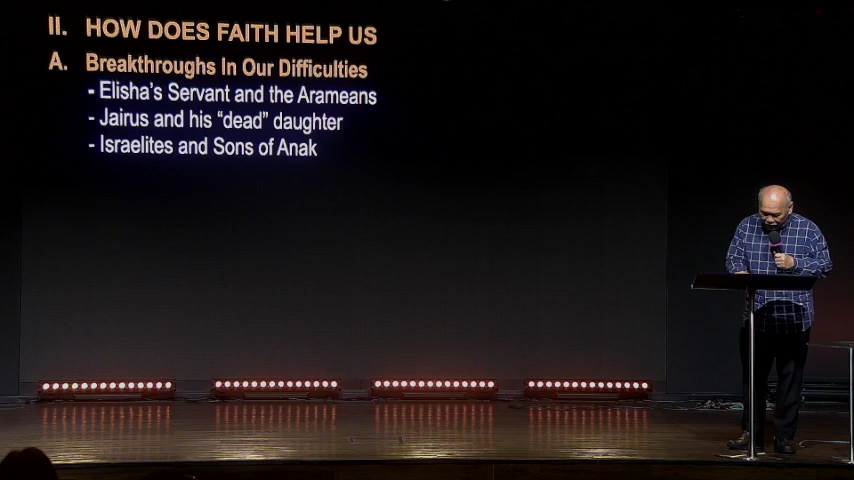 II. HOW DOES FAITH HELP US
A. Breakthroughs In Our Difficulties
- Elisha's Servant and the Arameans
- Jairus and his “dead” daughter
- Israelites and Sons of Anak